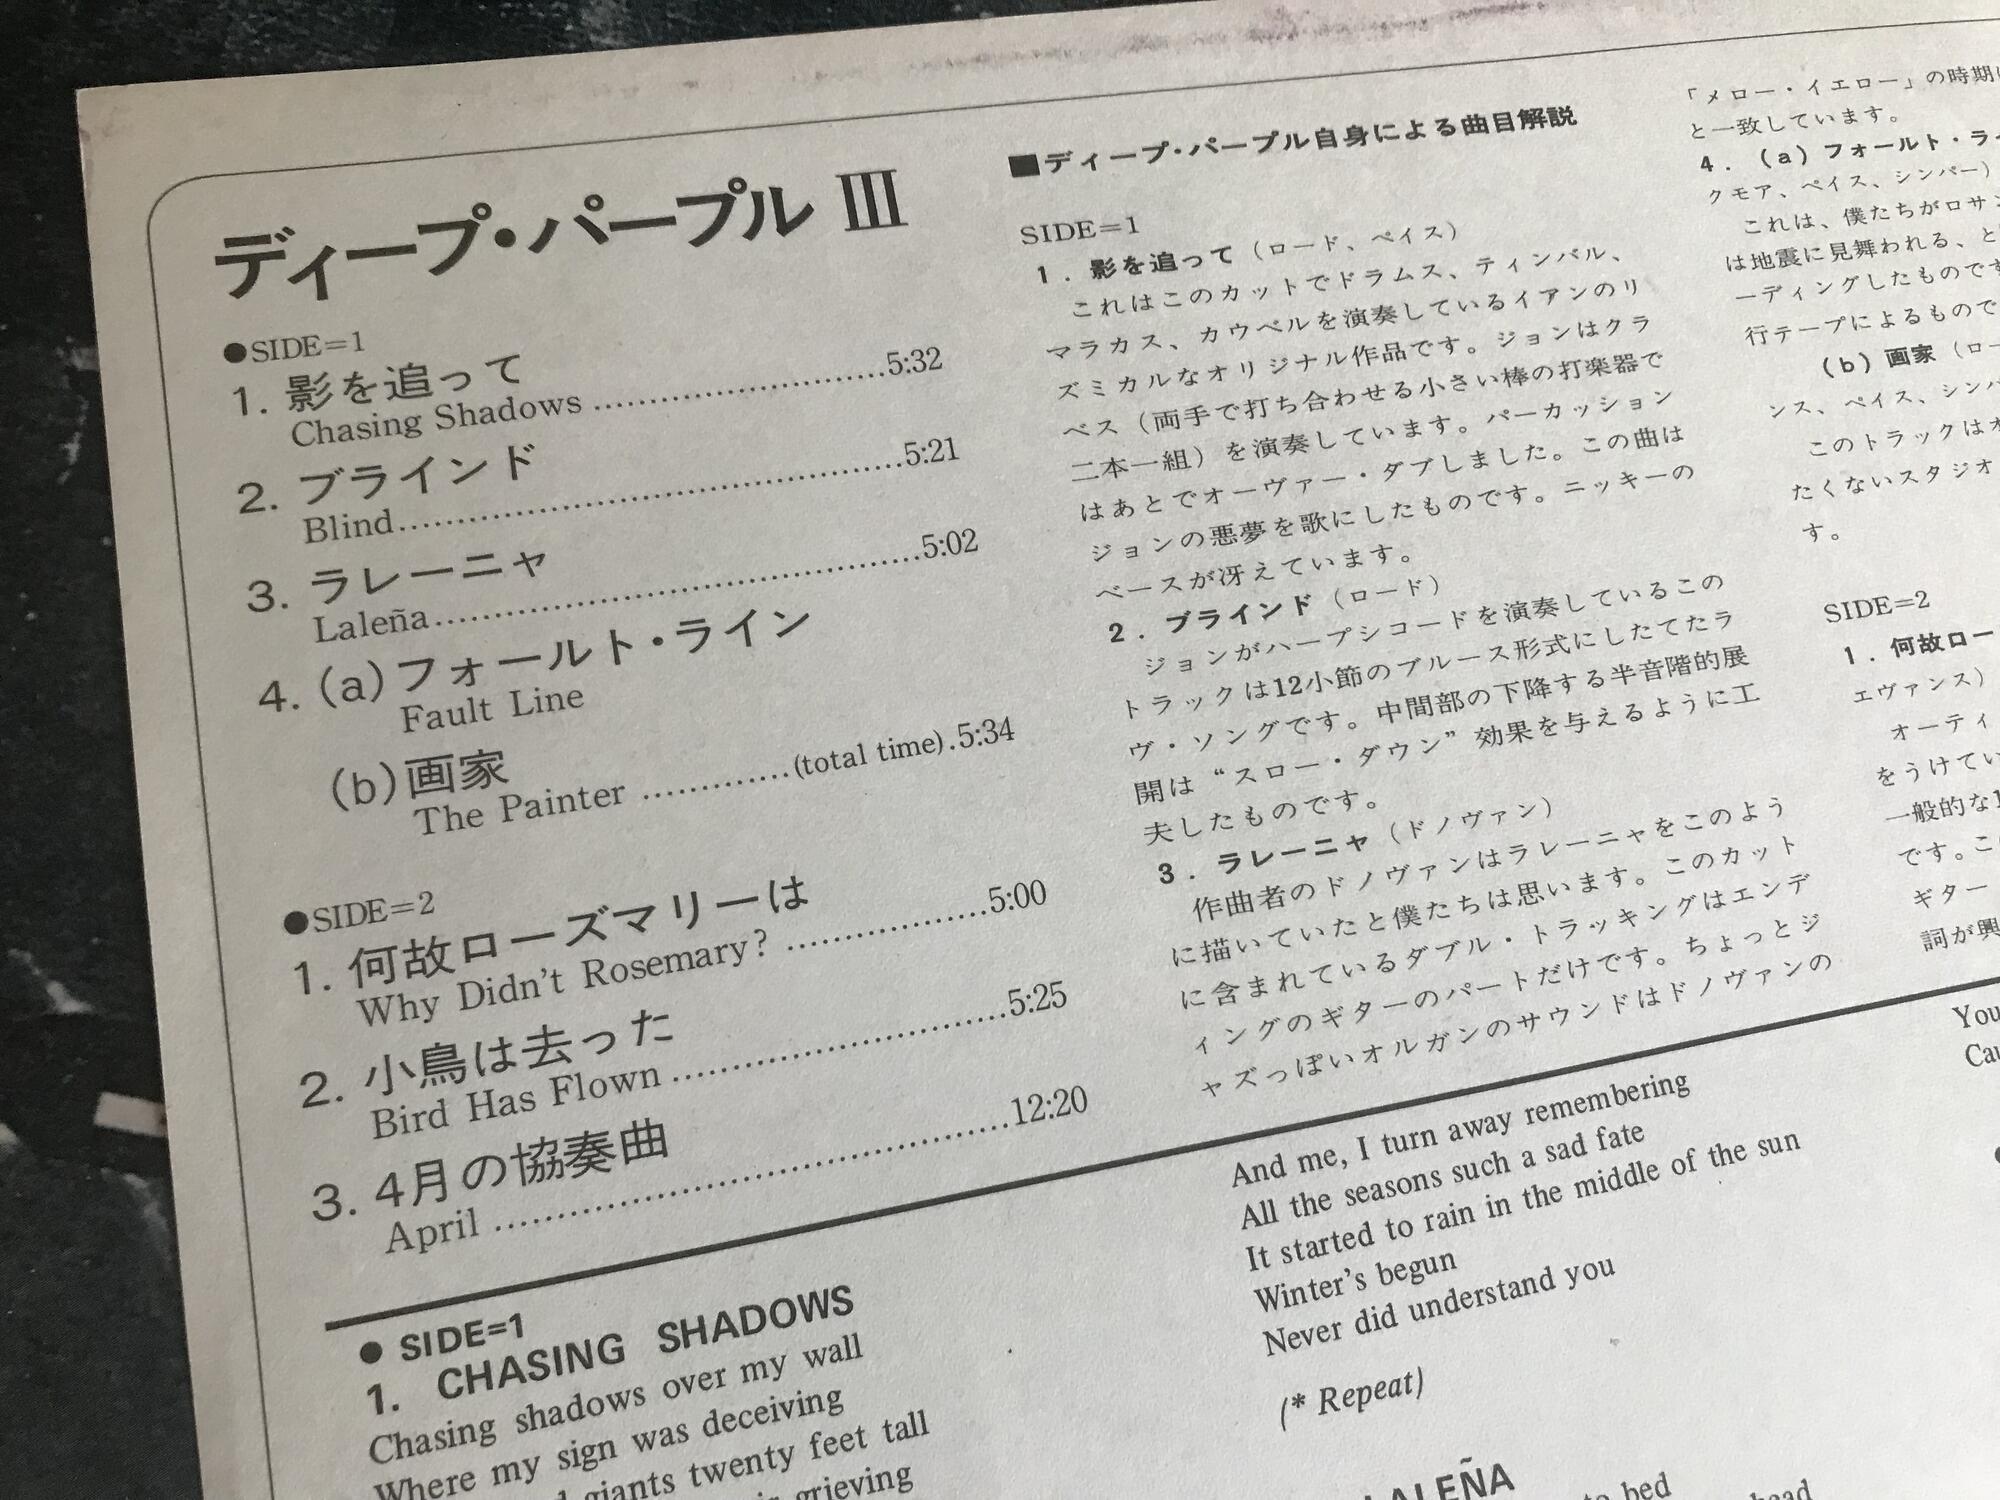 ディープ・パープル III
●SIDE=1
1. 影を追って
Chasing Shadows ........................5:32
2. ブラインド
Blind..........................................5:21
3. ラレーニャ
Laleña........................................5:02
4. (a)フォールト・ライン
Fault Line
(b)画家
The Painter ............(total time).5:34
●SIDE=2
1. 何故ローズマリーは
Why Didn't Rosemary? ................5:00
2. 小鳥は去った
Bird Has Flown ...........................5:25
3. 4月の協奏曲
April ..........................................12:20
■ディープ・パープル自身による曲目解説
SIDE=1
1. 影を追って(ロード、ペイス)
これはこのカットでドラムス、ティンバル、
マラカス、カウベルを演奏しているイアンのリ
ズミカルなオリジナル作品です。ジョンはクラ
ベス(両手で打ち合わせる小さい棒の打楽器で
二本一組)を演奏しています。パーカッション
はあとでオーヴァー・ダブしました。この曲は
ジョンの悪夢を歌にしたものです。ニッキーの
ベースが冴えています。
2. ブラインド(ロード)
ジョンがハープシコードを演奏しているこの
トラックは12小節のブルース形式にしたてたラ
ヴ・ソングです。中間部の下降する半音階的展
開は“スロー・ダウン”効果を与えるように工
夫したものです。
3. ラレーニャ(ドノヴァン)
作曲者のドノヴァンはラレーニャをこのよう
に描いていたと僕たちは思います。このカット
に含まれているダブル・トラッキングはエンデ
ィングのギターのパートだけです。ちょっとジ
ャズっぽいオルガンのサウンドはドノヴァンの
「メロー・イエロー」の時期
と一致しています。
4. (a)フォールト・ラ
クモア、ペイス、シンパー)
これは、僕たちがロサン
は地震に見舞われる、と
ーディングしたものです
行テープによるもので
(b)画家(ロー
ンス、ペイス、シンパ
このトラックはオ
たくないスタジオ
す。
SIDE=2
1. 何故ロー
エヴァンス)
オーティ
をうけてい
一般的な1
です。こ
ギター
詞が興
● SIDE=1
1. CHASING SHADOWS
Chasing shadows over my wall
Where my sign was deceiving
giants twenty feet tall
grieving
And me, I turn away remembering
All the seasons such a sad fate
It started to rain in the middle of the sun
Winter's begun
Never did understand you
(* Repeat)
LALEÑA
to bed
head
You
Cau